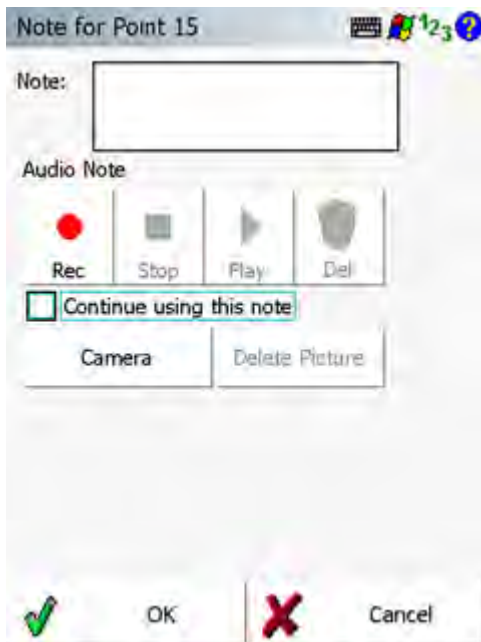 Note for Point 15 123 ?
Note:
Audio Note
Rec Stop Play Del
Continue using this note
Camera Delete Picture
OK Cancel